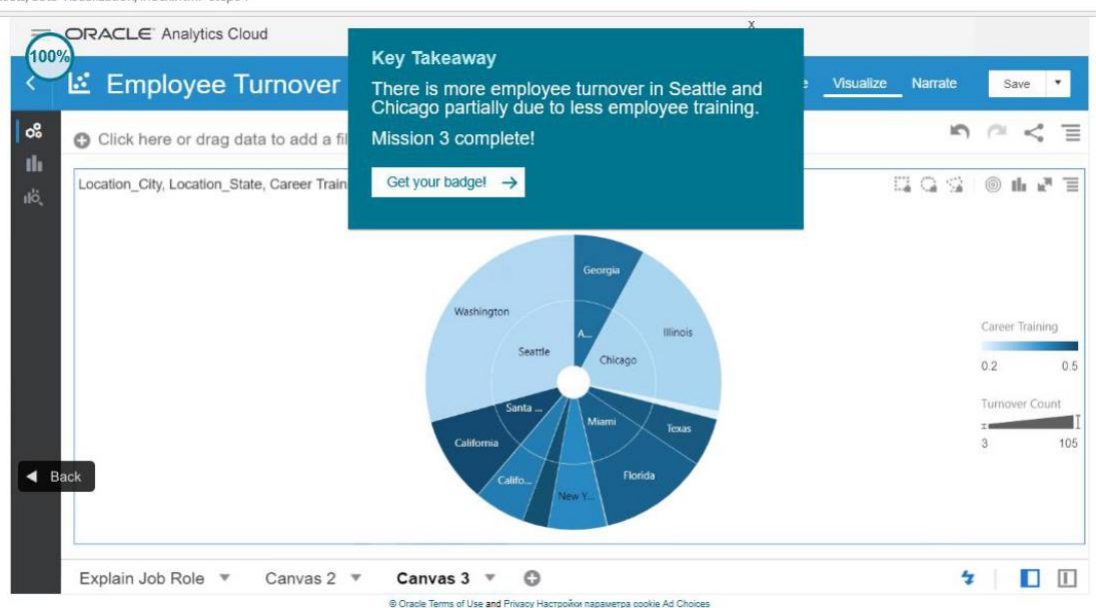 ORACLE Analytics Cloud
x
100%
Key Takeaway
There is more employee turnover in Seattle and
Chicago partially due to less employee training.
Mission 3 complete!
Get your badge! →
Employee Turnover
Visualize
Narrate
Save
Click here or drag data to add a fil
Location_City, Location_State, Career Train
Georgia
Washington
A...
Illinois
Seattle
Chicago
Santa ...
Miami
Texas
California
Califo...
Florida
New Y...
Career Training
0.2 0.5
Turnover Count
3 105
Back
Explain Job Role
Canvas 2
Canvas 3
© Oracle Terms of Use and Privacy Настройки параметра cookie Ad Choices